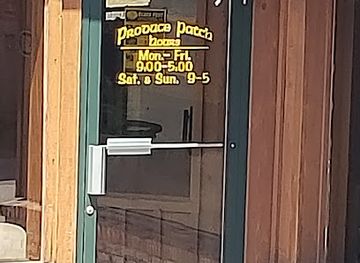 Produce Patch
hours
Mon.- Fri.
9:00-5:00
Sat. & Sun. 9-5